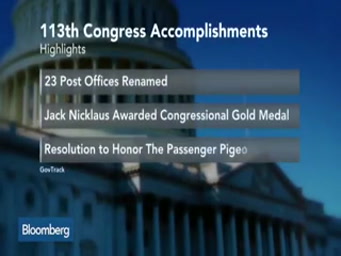 113th Congress Accomplishments
Highlights
23 Post Offices Renamed
Jack Nicklaus Awarded Congressional Gold Medal
Resolution to Honor The Passenger Pigeo
GovTrack
Bloomberg